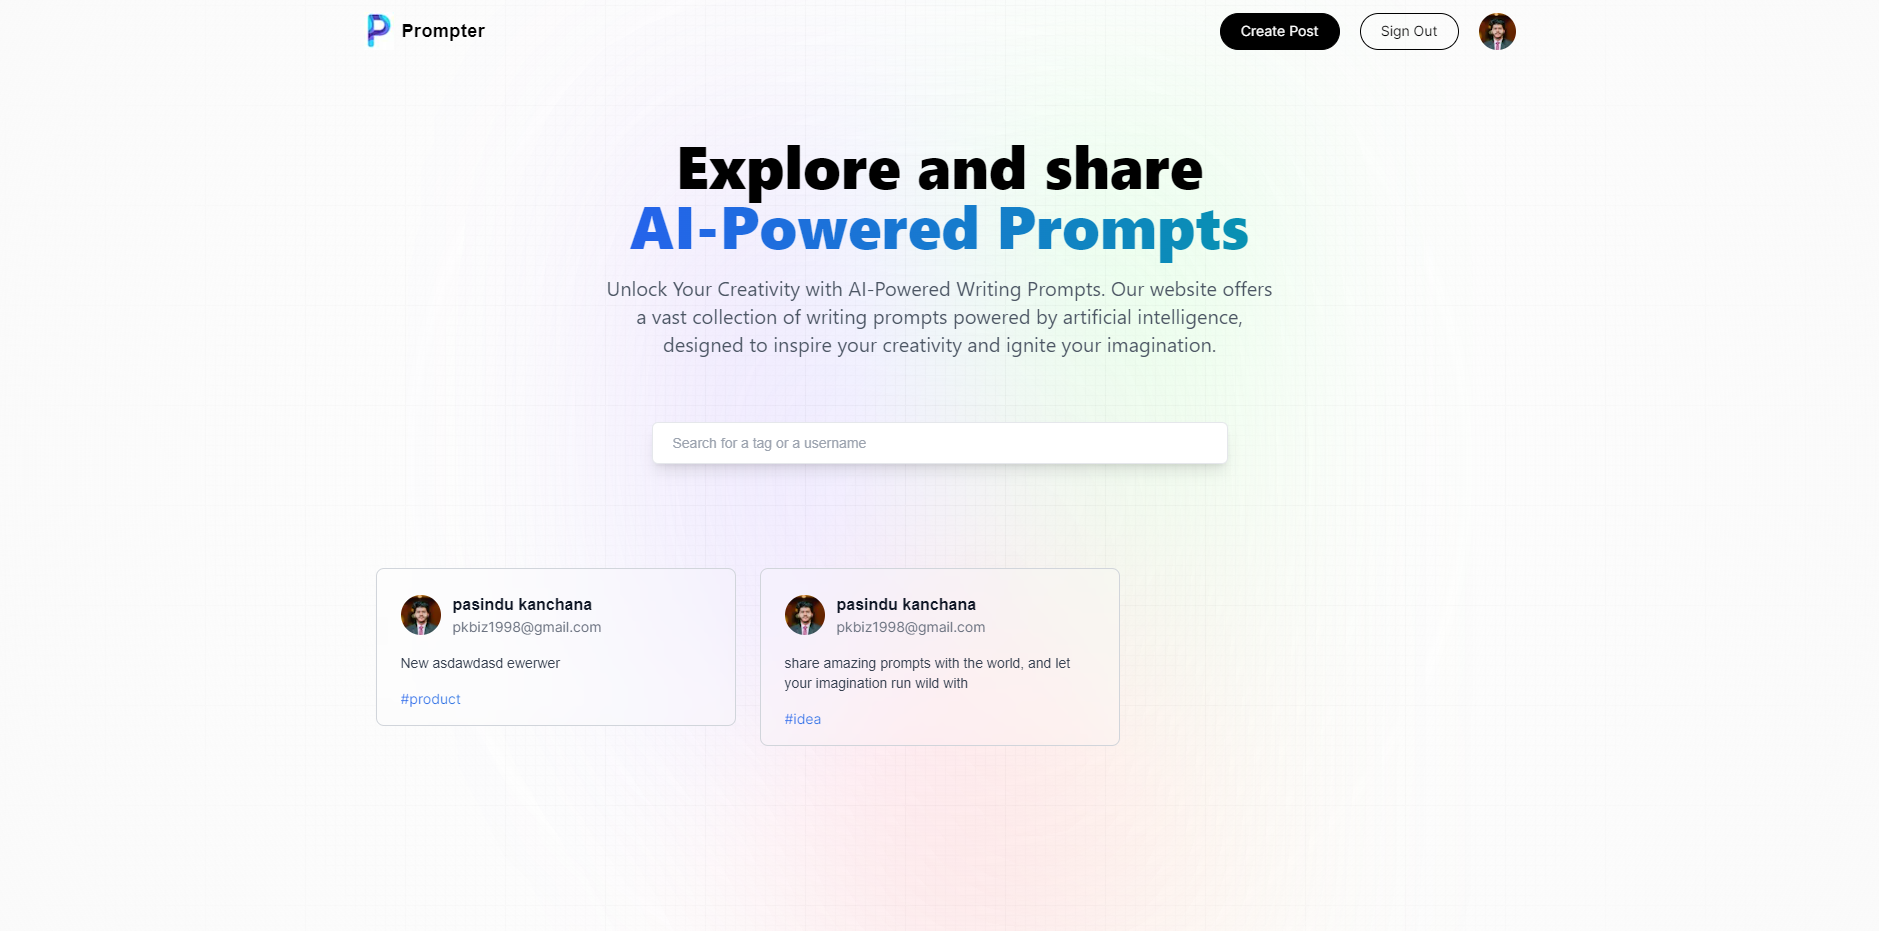 Prompter
Create Post
Sign Out
Explore and share
AI-Powered Prompts
Unlock Your Creativity with AI-Powered Writing Prompts. Our website offers
a vast collection of writing prompts powered by artificial intelligence,
designed to inspire your creativity and ignite your imagination.
Search for a tag or a username
pasindu kanchana
pkbiz1998@gmail.com
New asdawdasd ewerwer
#product
pasindu kanchana
pkbiz1998@gmail.com
share amazing prompts with the world, and let
your imagination run wild with
#idea